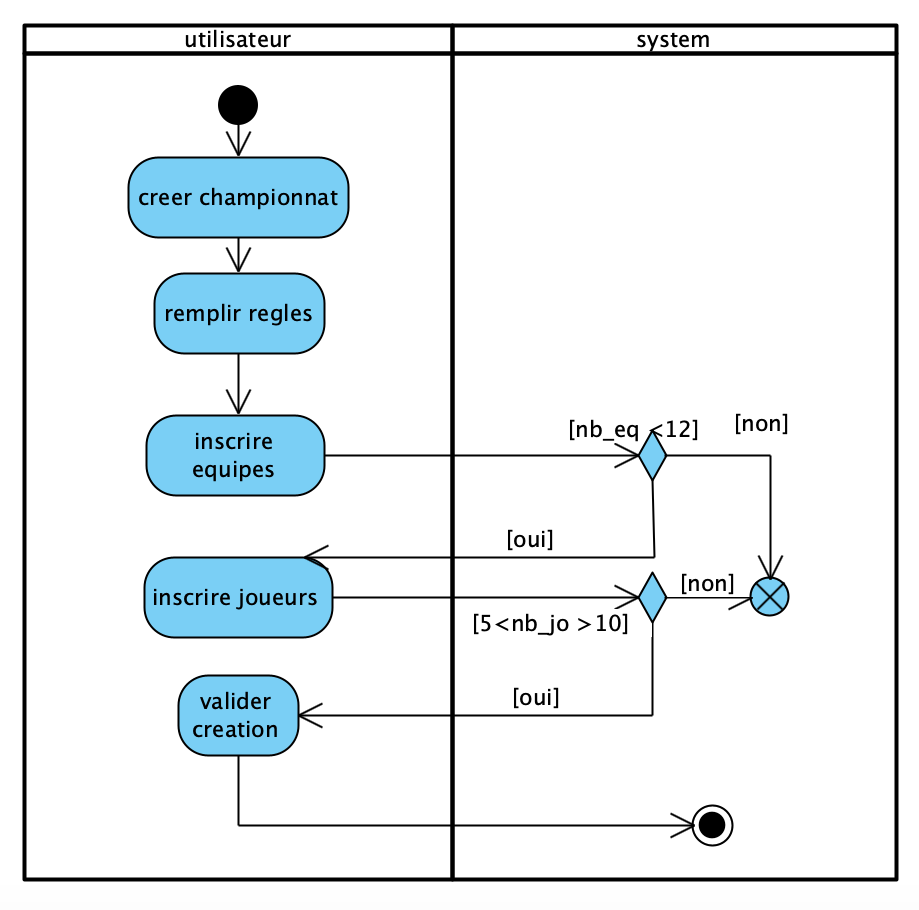 utilisateur
system
creer championnat
remplir regles
inscrire
equipes
[nb_eq <12]
[non]
[oui]
inscrire joueurs
[non]
[5<nb_jo >10]
valider
creation
[oui]